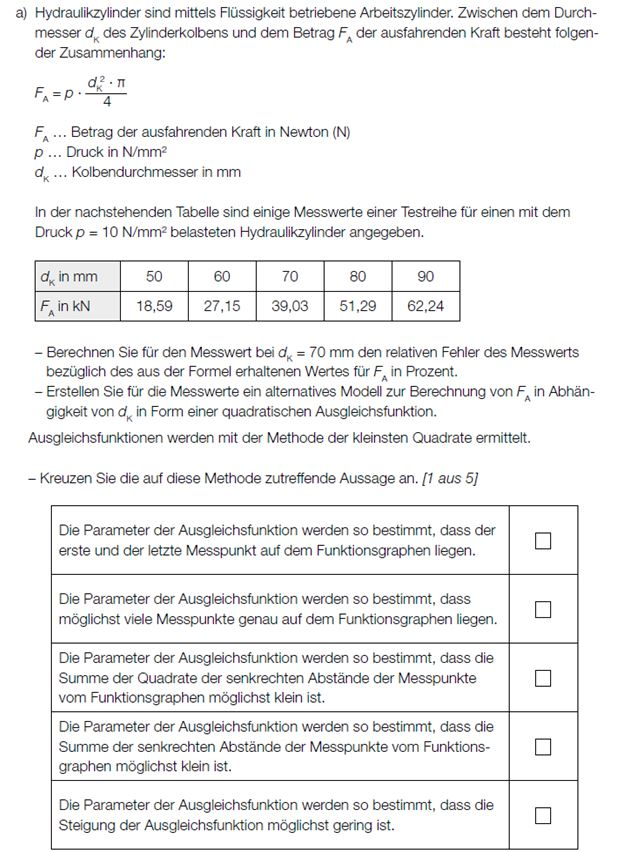 a) Hydraulikzylinder sind mittels Flüssigkeit betriebene Arbeitszylinder. Zwischen dem Durch-
messer d_K des Zylinderkolbens und dem Betrag F_A der ausfahrenden Kraft besteht folgen-
der Zusammenhang:
F_A = p · d_K² · π / 4
F_A … Betrag der ausfahrenden Kraft in Newton (N)
p … Druck in N/mm²
d_K … Kolbendurchmesser in mm
In der nachstehenden Tabelle sind einige Messwerte einer Testreihe für einen mit dem
Druck p = 10 N/mm² belasteten Hydraulikzylinder angegeben.
d_K in mm 50 60 70 80 90
F_A in kN 18,59 27,15 39,03 51,29 62,24
– Berechnen Sie für den Messwert bei d_K = 70 mm den relativen Fehler des Messwerts
bezüglich des aus der Formel erhaltenen Wertes für F_A in Prozent.
– Erstellen Sie für die Messwerte ein alternatives Modell zur Berechnung von F_A in Abhän-
gigkeit von d_K in Form einer quadratischen Ausgleichsfunktion.
Ausgleichsfunktionen werden mit der Methode der kleinsten Quadrate ermittelt.
– Kreuzen Sie die auf diese Methode zutreffende Aussage an. [1 aus 5]
Die Parameter der Ausgleichsfunktion werden so bestimmt, dass der
erste und der letzte Messpunkt auf dem Funktionsgraphen liegen.
Die Parameter der Ausgleichsfunktion werden so bestimmt, dass
möglichst viele Messpunkte genau auf dem Funktionsgraphen liegen.
Die Parameter der Ausgleichsfunktion werden so bestimmt, dass die
Summe der Quadrate der senkrechten Abstände der Messpunkte
vom Funktionsgraphen möglichst klein ist.
Die Parameter der Ausgleichsfunktion werden so bestimmt, dass die
Summe der senkrechten Abstände der Messpunkte vom Funktions-
graphen möglichst klein ist.
Die Parameter der Ausgleichsfunktion werden so bestimmt, dass die
Steigung der Ausgleichsfunktion möglichst gering ist.